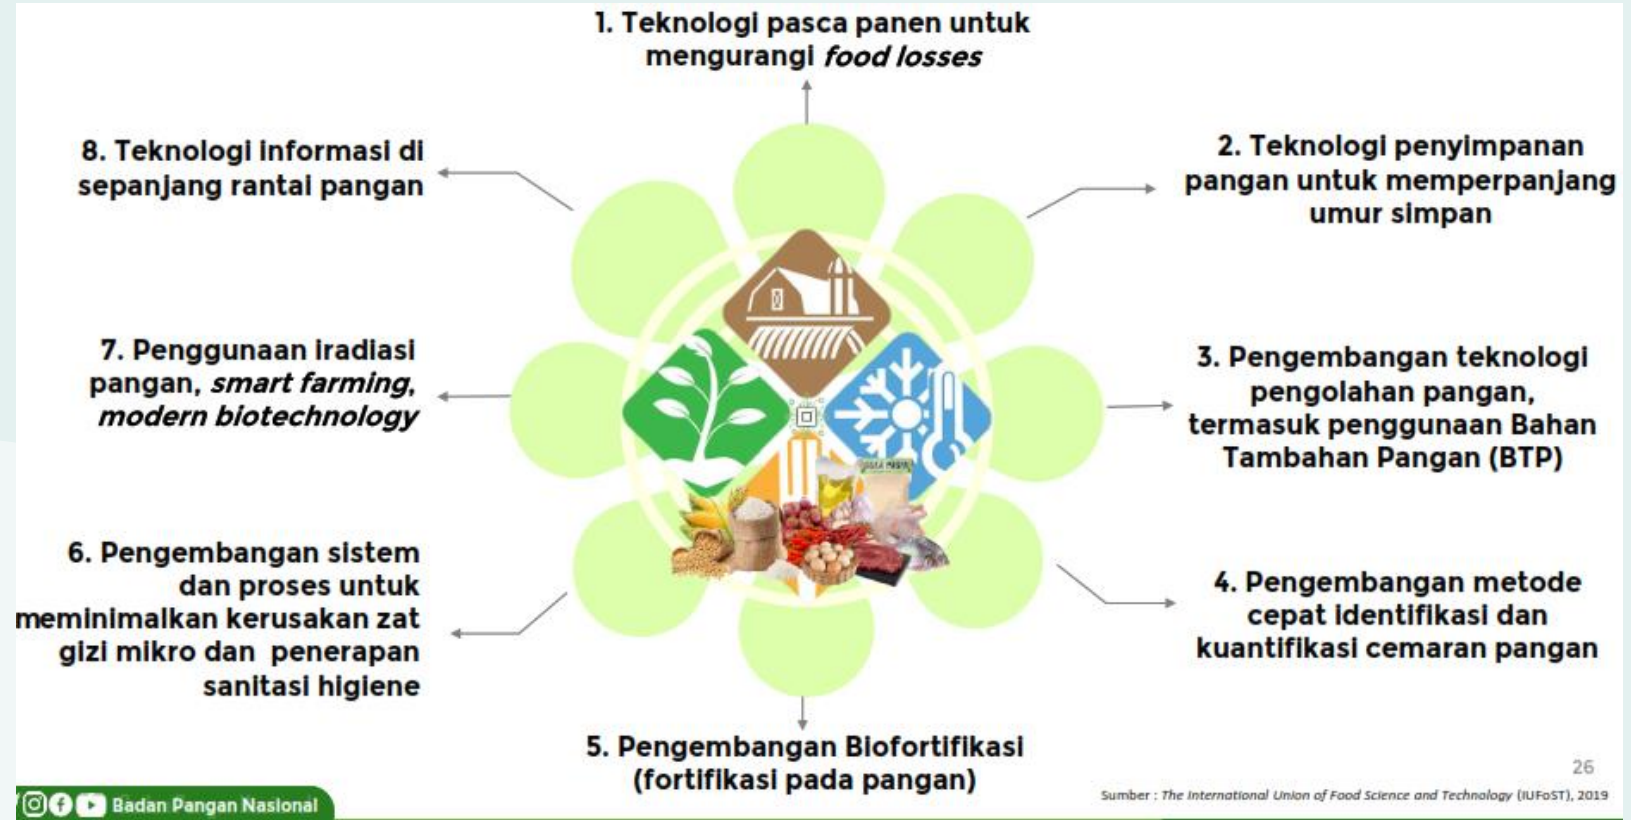 1. Teknologi pasca panen untuk
mengurangi food losses
2. Teknologi penyimpanan
pangan untuk memperpanjang
umur simpan
3. Pengembangan teknologi
pengolahan pangan,
termasuk penggunaan Bahan
Tambahan Pangan (BTP)
4. Pengembangan metode
cepat identifikasi dan
kuantifikasi cemaran pangan
5. Pengembangan Biofortifikasi
(fortifikasi pada pangan)
6. Pengembangan sistem
dan proses untuk
meminimalkan kerusakan zat
gizi mikro dan penerapan
sanitasi higiene
7. Penggunaan iradiasi
pangan, smart farming,
modern biotechnology
8. Teknologi informasi di
sepanjang rantai pangan
26
Sumber : The International Union of Food Science and Technology (IUFoST), 2019
Badan Pangan Nasional